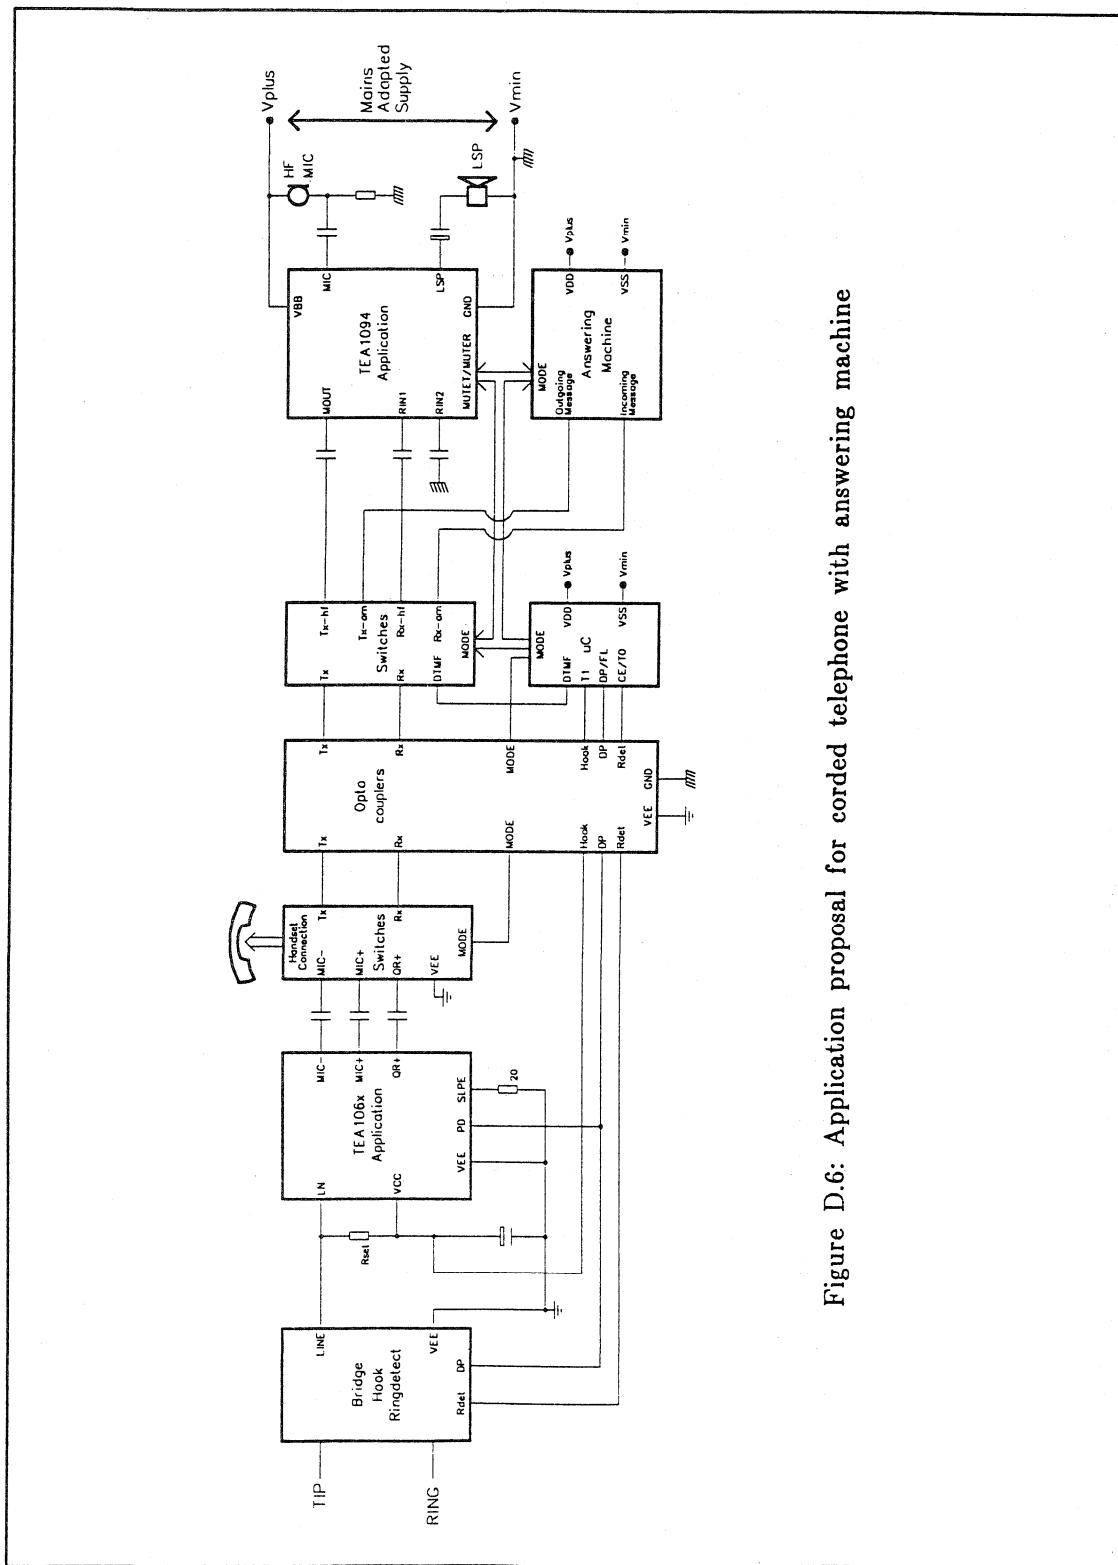 TIP
RING
Bridge
Hook
Ringdetect
LINE
VEE
Rdet
DP
Rset
TEA106x
Application
LN
VCC
MIC-
MIC+
QR+
VEE
PD
SLPE
20
Handset
Connection
MIC-
MIC+
QR+
Switches
Tx
Rx
VEE
MODE
Opto
couplers
Tx
Rx
MODE
Hook
DP
Rdet
Tx
Rx
MODE
Hook
DP
Rdel
VEE
GND
Switches
Tx
Rx
DTMF
Tx-hf
Tx-am
Rx-hf
Rx-am
MODE
MODE
DTMF
T1
uC
DP/FL
CE/TO
VDD
VSS
Vplus
Vmin
TEA1094
Application
MOUT
RIN1
RIN2
VBB
MIC
LSP
GND
MUTET/MUTER
MODE
Outgoing
Message
Answering
Machine
Incoming
Message
VDD
VSS
Vplus
Vmin
HF
MIC
LSP
Vplus
Mains
Adapted
Supply
Vmin
Figure D.6: Application proposal for corded telephone with answering machine